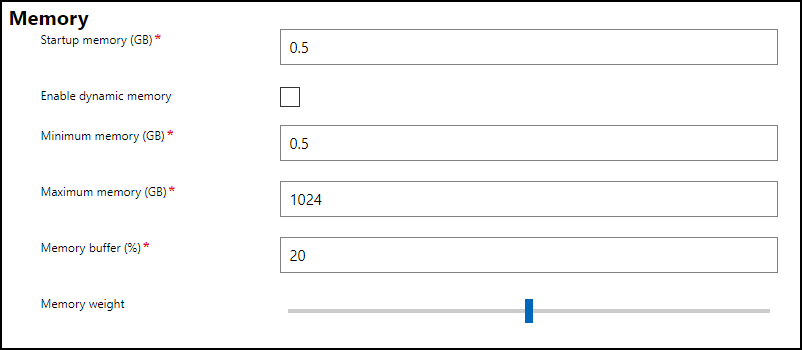 Memory
Startup memory (GB)*
0.5
Enable dynamic memory
Minimum memory (GB)*
0.5
Maximum memory (GB)*
1024
Memory buffer (%)*
20
Memory weight